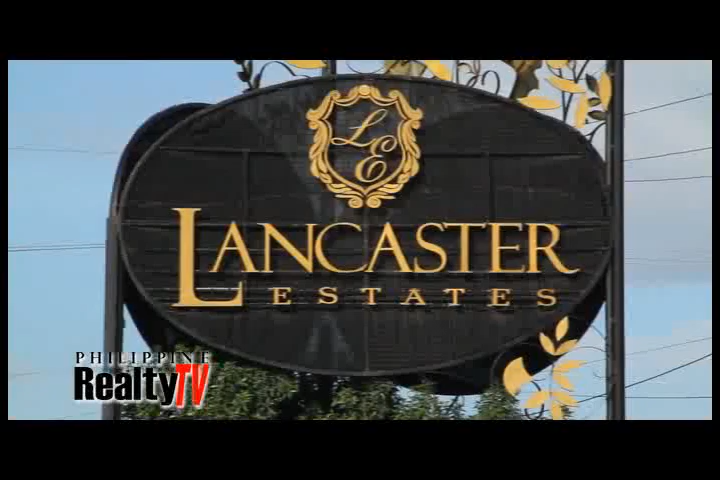 LE
LANCASTER
ESTATES
PHILIPPINE
RealtyTV